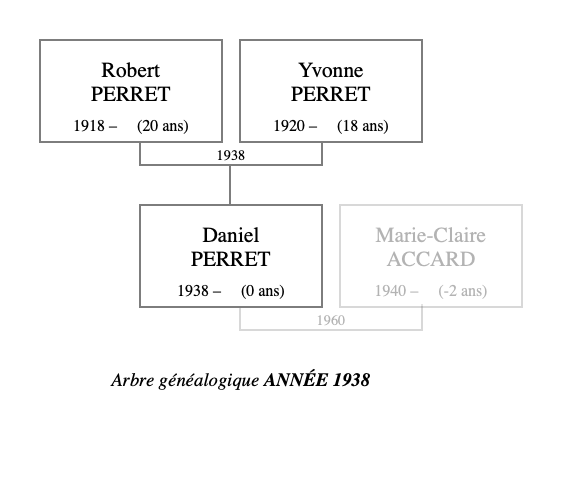 Robert
PERRET
1918 – (20 ans)
Yvonne
PERRET
1920 – (18 ans)
1938
Daniel
PERRET
1938 – (0 ans)
Marie-Claire
ACCARD
1940 – (-2 ans)
1960
Arbre généalogique ANNÉE 1938